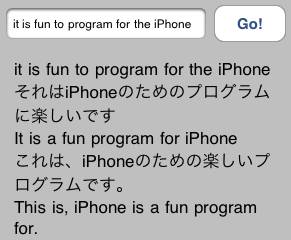 it is fun to program for the iPhone
Go!
it is fun to program for the iPhone
それはiPhoneのためのプログラム
に楽しいです
It is a fun program for iPhone
これは、iPhoneのための楽しいプ
ログラムです。
This is, iPhone is a fun program
for.